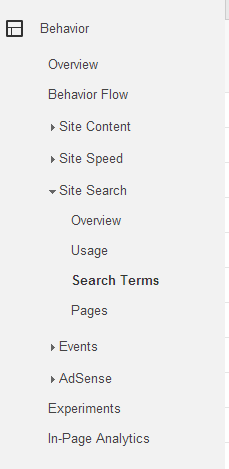 Behavior
Overview
Behavior Flow
Site Content
Site Speed
Site Search
Overview
Usage
Search Terms
Pages
Events
AdSense
Experiments
In-Page Analytics